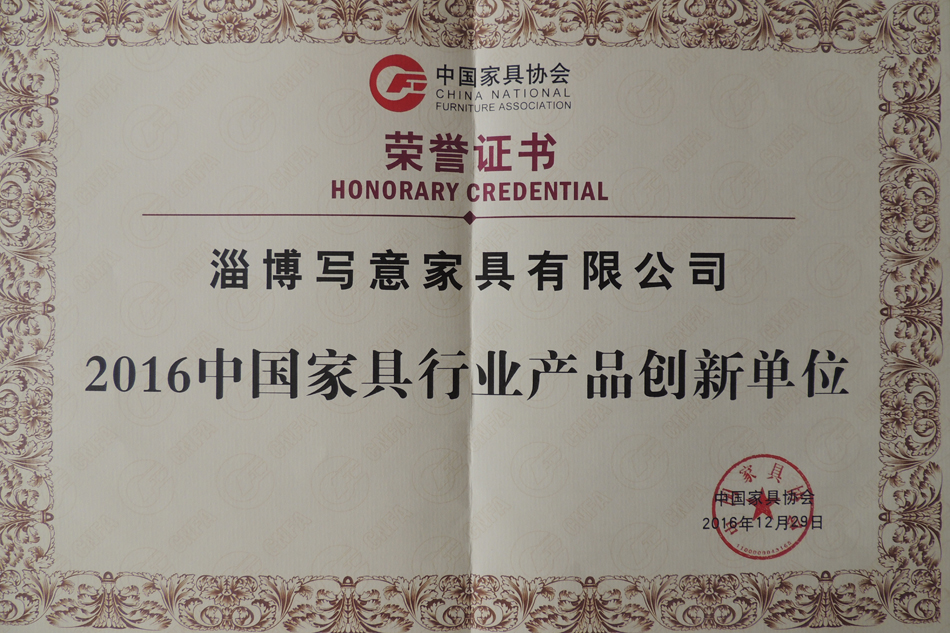 中国家具协会
CHINA NATIONAL
FURNITURE ASSOCIATION
荣誉证书
HONORARY CREDENTIAL
淄博写意家具有限公司
2016中国家具行业产品创新单位
中国家具协会
2016年12月29日